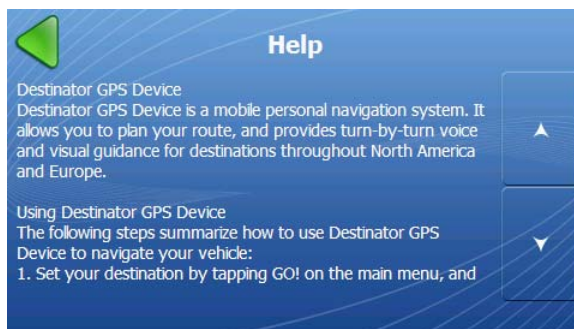 Help
Destinator GPS Device
Destinator GPS Device is a mobile personal navigation system. It
allows you to plan your route, and provides turn-by-turn voice
and visual guidance for destinations throughout North America
and Europe.
Using Destinator GPS Device
The following steps summarize how to use Destinator GPS
Device to navigate your vehicle:
1. Set your destination by tapping GO! on the main menu, and